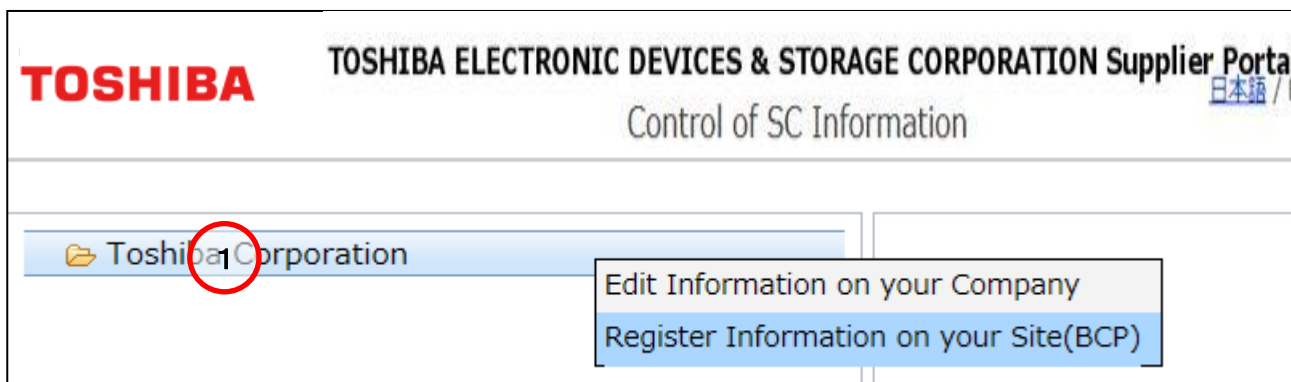 TOSHIBA
TOSHIBA ELECTRONIC DEVICES & STORAGE CORPORATION Supplier Porta
日本語 /
Control of SC Information
Toshiba Corporation
1
Edit Information on your Company
Register Information on your Site(BCP)